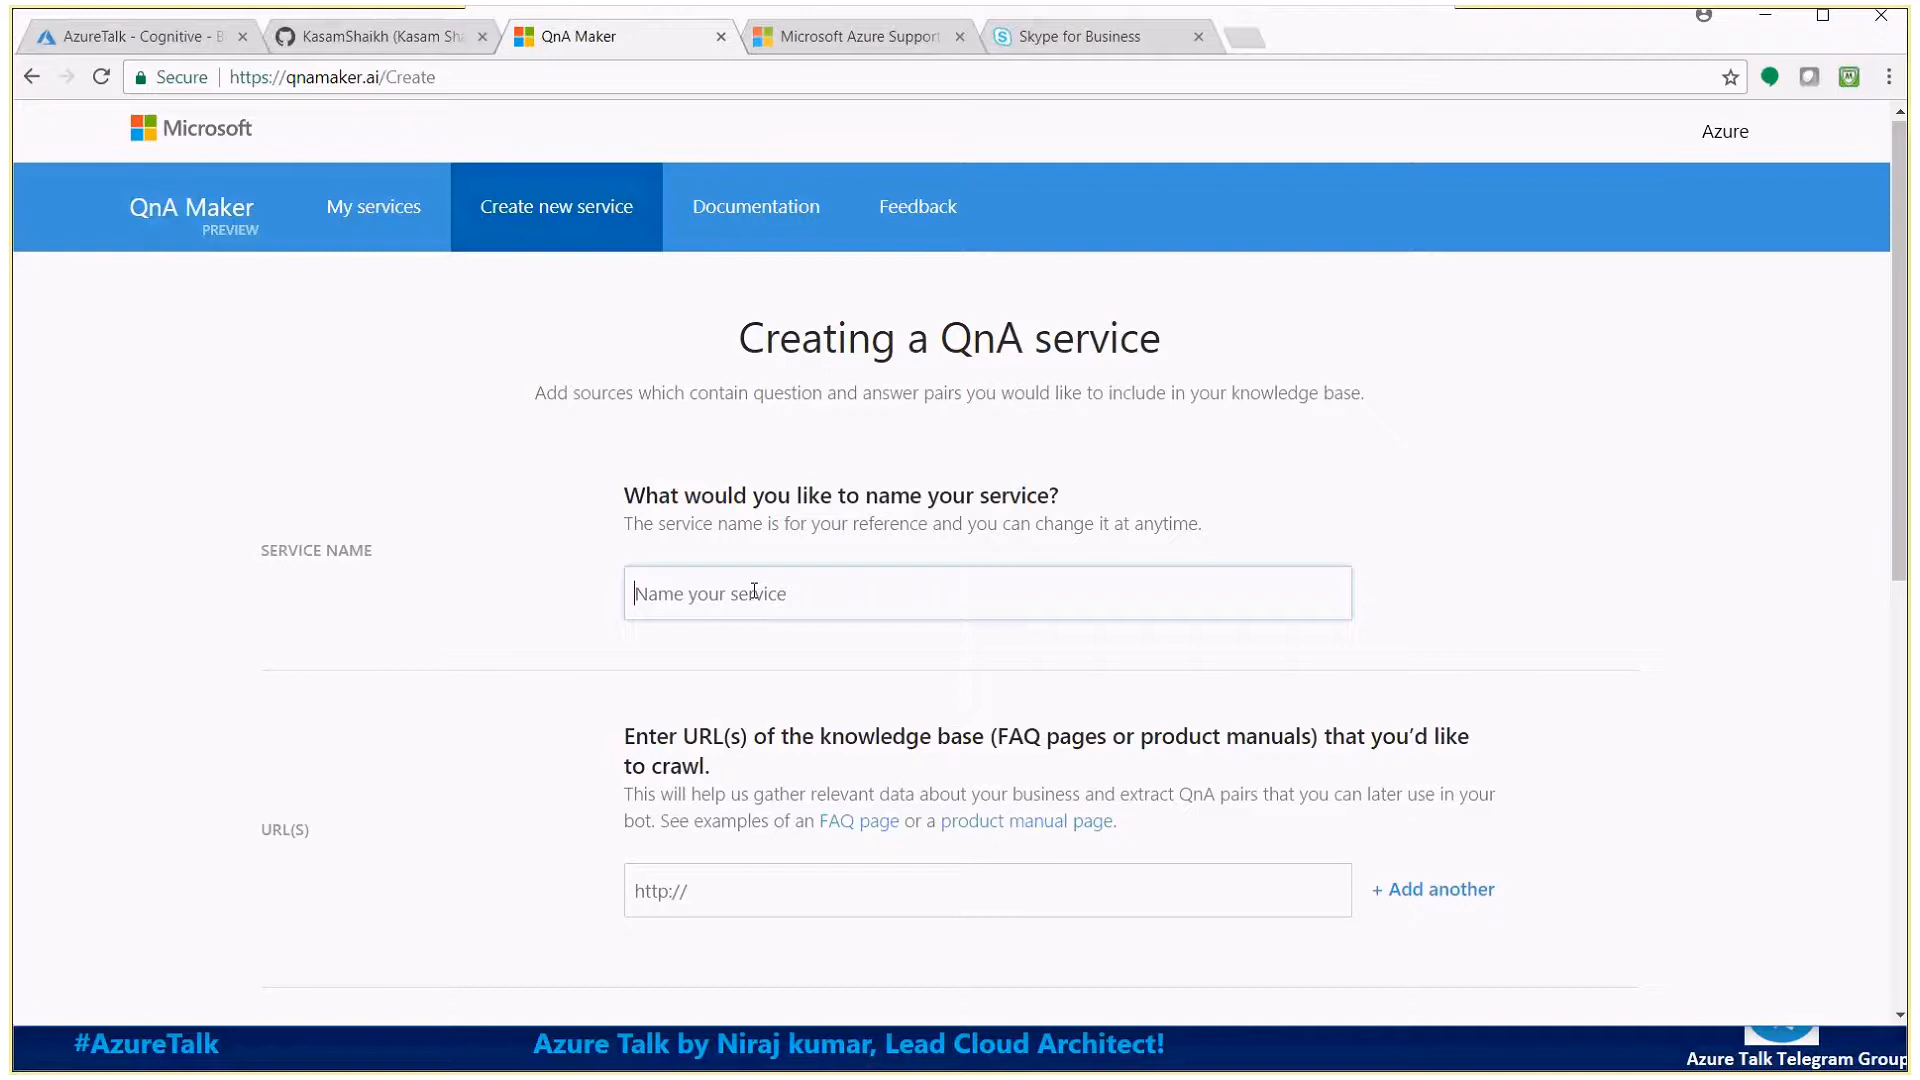 AzureTalk - Cognitive - B
KasamShaikh (Kasam Sha
QnA Maker
Microsoft Azure Support
Skype for Business
Secure
https://qnamaker.ai/Create
Microsoft
Azure
QnA Maker
PREVIEW
My services
Create new service
Documentation
Feedback
Creating a QnA service
Add sources which contain question and answer pairs you would like to include in your knowledge base.
What would you like to name your service?
The service name is for your reference and you can change it at anytime.
SERVICE NAME
Name your service
Enter URL(s) of the knowledge base (FAQ pages or product manuals) that you’d like
to crawl.
This will help us gather relevant data about your business and extract QnA pairs that you can later use in your
bot. See examples of an FAQ page or a product manual page.
URL(S)
http://
+ Add another
#AzureTalk
Azure Talk by Niraj kumar, Lead Cloud Architect!
Azure Talk Telegram Group